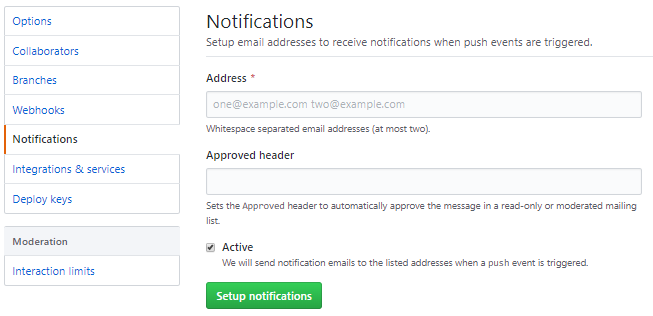 Options
Collaborators
Branches
Webhooks
Notifications
Integrations & services
Deploy keys
Moderation
Interaction limits
Notifications
Setup email addresses to receive notifications when push events are triggered.
Address *
one@example.com two@example.com
Whitespace separated email addresses (at most two).
Approved header
Sets the Approved header to automatically approve the message in a read-only or moderated mailing
list.
Active
We will send notification emails to the listed addresses when a push event is triggered.
Setup notifications